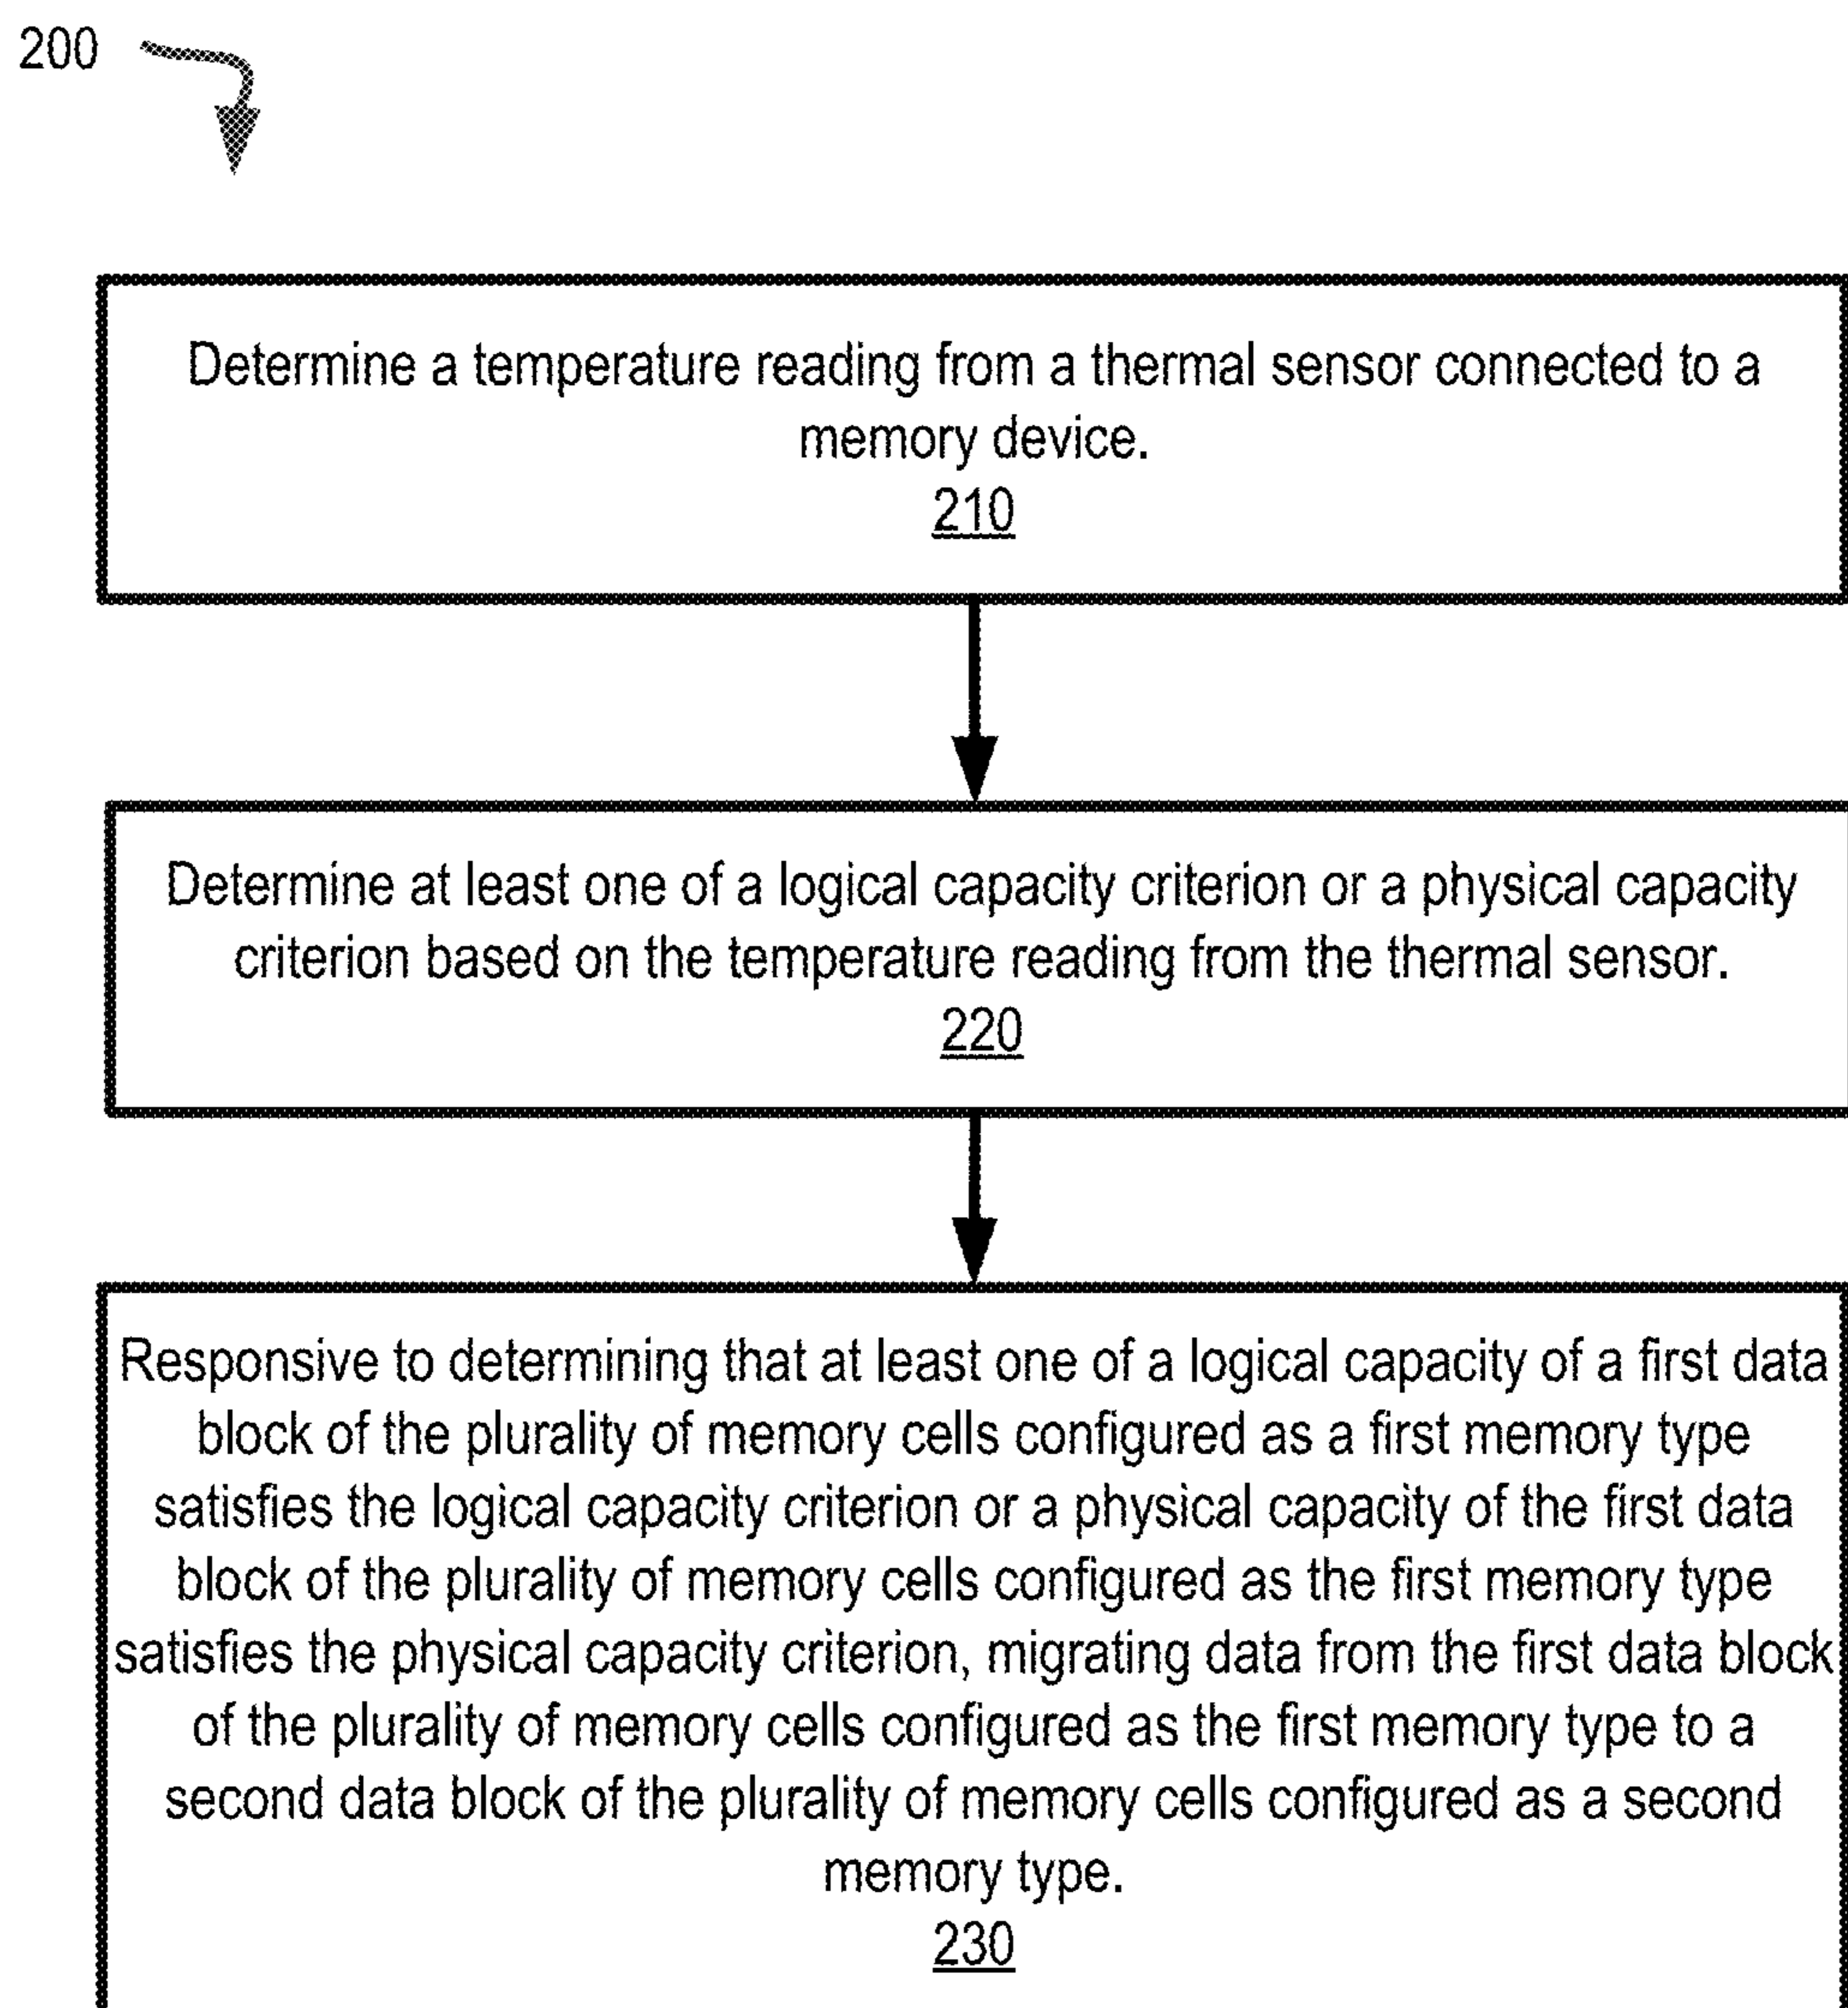 200
Determine a temperature reading from a thermal sensor connected to a
memory device.
210
Determine at least one of a logical capacity criterion or a physical capacity
criterion based on the temperature reading from the thermal sensor.
220
Responsive to determining that at least one of a logical capacity of a first data
block of the plurality of memory cells configured as a first memory type
satisfies the logical capacity criterion or a physical capacity of the first data
block of the plurality of memory cells configured as the first memory type
satisfies the physical capacity criterion, migrating data from the first data block
of the plurality of memory cells configured as the first memory type to a
second data block of the plurality of memory cells configured as a second
memory type.
230